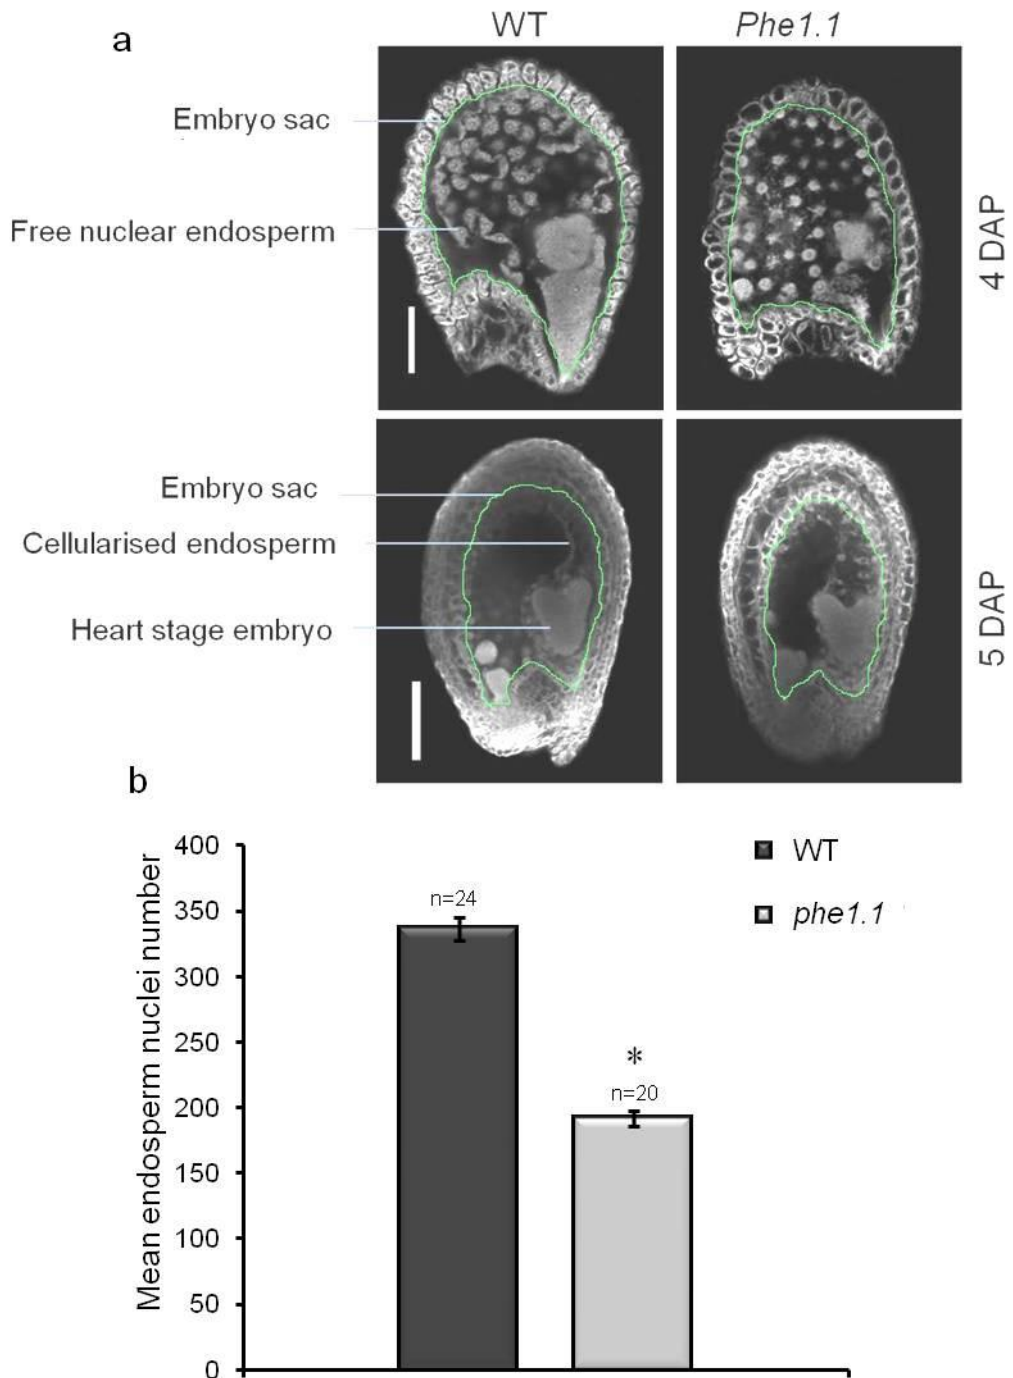 a
WT
Phe1.1
Embryo sac
Free nuclear endosperm
4 DAP
Embryo sac
Cellularised endosperm
Heart stage embryo
5 DAP
b
Mean endosperm nuclei number
400
350
300
250
200
150
100
50
0
n=24
*
n=20
WT
phe1.1